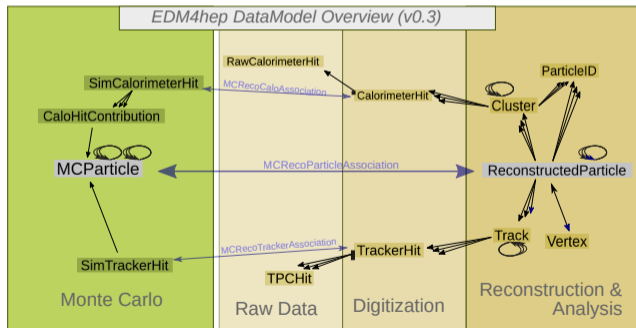 EDM4hep DataModel Overview (v0.3)
RawCalorimeterHit
ParticleID
SimCalorimeterHit
MCRecoCaloAssociation
CalorimeterHit
Cluster
CaloHitContribution
MCParticle
MCRecoParticleAssociation
ReconstructedParticle
SimTrackerHit
MCRecoTrackerAssociation
TrackerHit
Track
Vertex
TPCHit
Monte Carlo
Raw Data
Digitization
Reconstruction &
Analysis